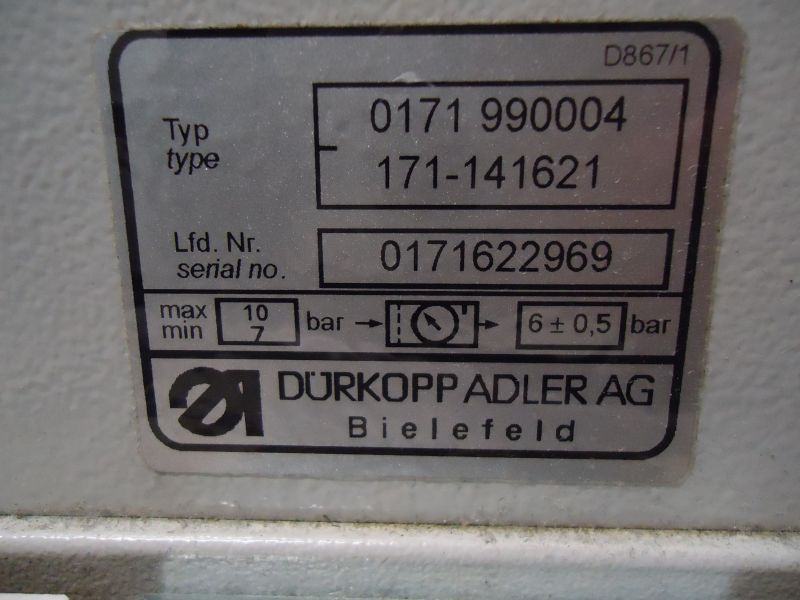 D867/1
Typ
type
0171 990004
171-141621
Lfd. Nr.
serial no.
0171622969
max
min
10
7
bar
6 ± 0,5 bar
DÜRKOPP ADLER AG
Bielefeld